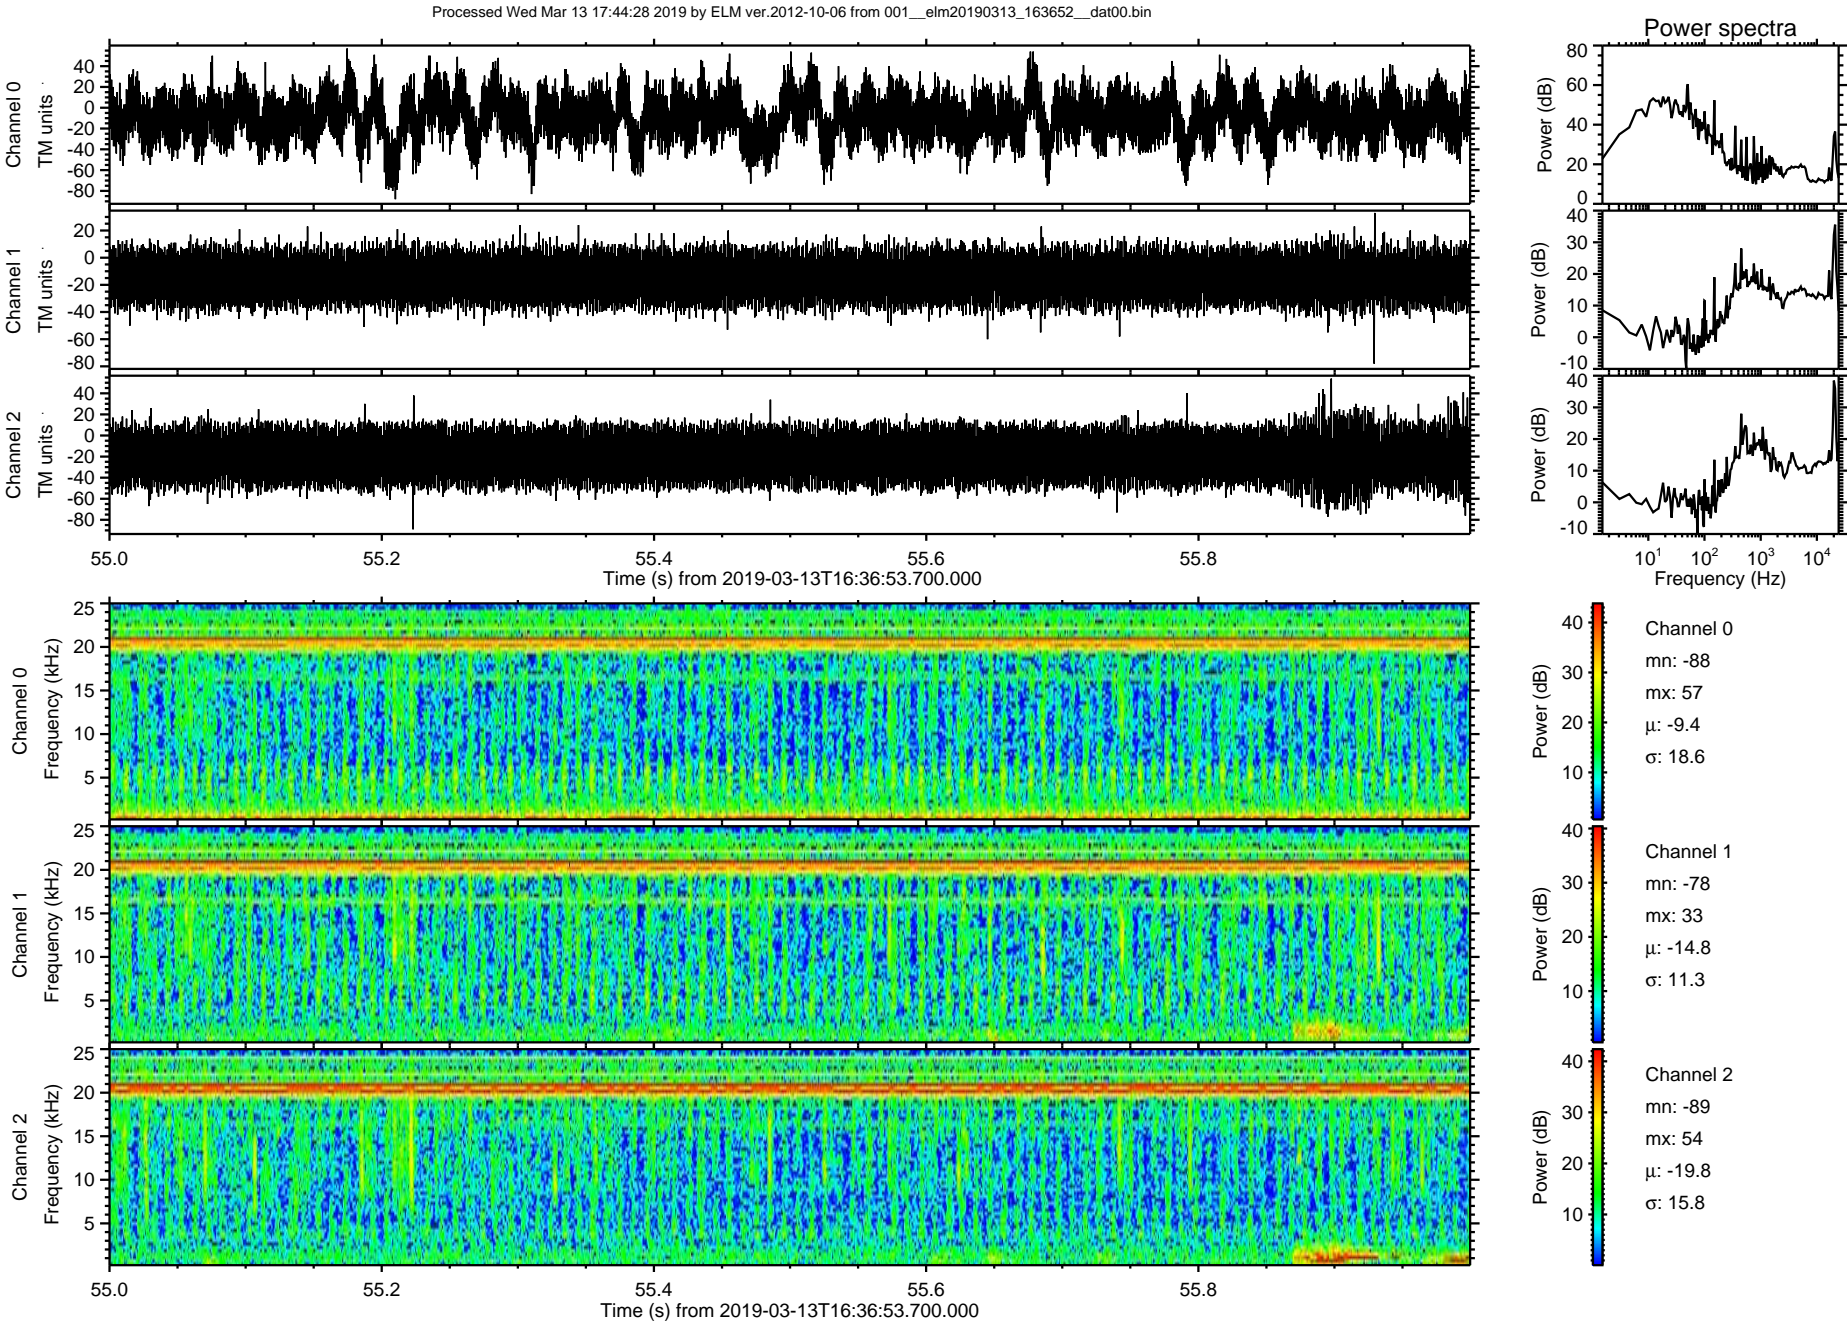 Processed Wed Mar 13 17:44:28 2019 by ELM ver.2012-10-06 from 001__elm20190313_163652__dat00.bin
Power spectra
Channel 0
TM units
40
20
0
-20
-40
-60
-80
Power (dB)
80
60
40
20
0
Channel 1
TM units
20
0
-20
-40
-60
-80
Power (dB)
40
30
20
10
0
-10
Channel 2
TM units
40
20
0
-20
-40
-60
-80
Power (dB)
40
30
20
10
0
-10
55.0 55.2 55.4 55.6 55.8
Time (s) from 2019-03-13T16:36:53.700.000
10¹ 10² 10³ 10⁴
Frequency (Hz)
Channel 0
Frequency (kHz)
25
20
15
10
5
Power (dB)
40
30
20
10
Channel 0
mn: -88
mx: 57
μ: -9.4
σ: 18.6
Channel 1
Frequency (kHz)
25
20
15
10
5
Power (dB)
40
30
20
10
Channel 1
mn: -78
mx: 33
μ: -14.8
σ: 11.3
Channel 2
Frequency (kHz)
25
20
15
10
5
Power (dB)
40
30
20
10
Channel 2
mn: -89
mx: 54
μ: -19.8
σ: 15.8
55.0 55.2 55.4 55.6 55.8
Time (s) from 2019-03-13T16:36:53.700.000